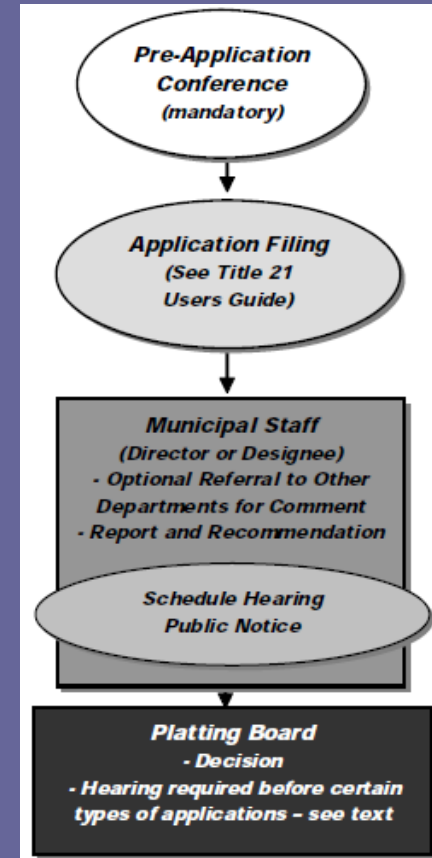 Pre-Application
Conference
(mandatory)
Application Filing
(See Title 21
Users Guide)
Municipal Staff
(Director or Designee)
- Optional Referral to Other
Departments for Comment
- Report and Recommendation
Schedule Hearing
Public Notice
Platting Board
- Decision
- Hearing required before certain
types of applications – see text